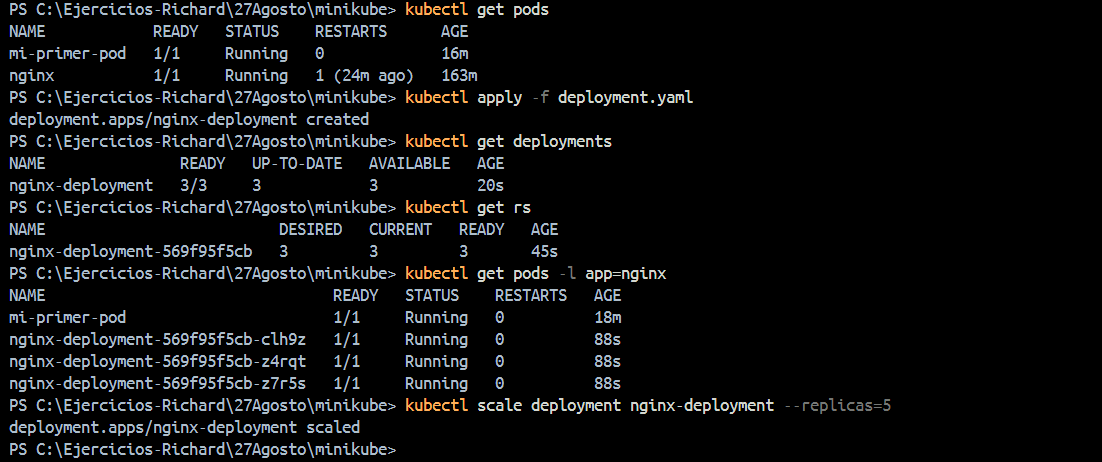 PS C:\Ejercicios-Richard\27Agosto\minikube> kubectl get pods
NAME            READY   STATUS    RESTARTS      AGE
mi-primer-pod   1/1     Running   0             16m
nginx           1/1     Running   1 (24m ago)   163m
PS C:\Ejercicios-Richard\27Agosto\minikube> kubectl apply -f deployment.yaml
deployment.apps/nginx-deployment created
PS C:\Ejercicios-Richard\27Agosto\minikube> kubectl get deployments
NAME               READY   UP-TO-DATE   AVAILABLE   AGE
nginx-deployment   3/3     3            3           20s
PS C:\Ejercicios-Richard\27Agosto\minikube> kubectl get rs
NAME                          DESIRED   CURRENT   READY   AGE
nginx-deployment-569f95f5cb   3         3         3       45s
PS C:\Ejercicios-Richard\27Agosto\minikube> kubectl get pods -l app=nginx
NAME                                READY   STATUS    RESTARTS   AGE
mi-primer-pod                       1/1     Running   0          18m
nginx-deployment-569f95f5cb-clh9z   1/1     Running   0          88s
nginx-deployment-569f95f5cb-z4rqt   1/1     Running   0          88s
nginx-deployment-569f95f5cb-z7r5s   1/1     Running   0          88s
PS C:\Ejercicios-Richard\27Agosto\minikube> kubectl scale deployment nginx-deployment --replicas=5
deployment.apps/nginx-deployment scaled
PS C:\Ejercicios-Richard\27Agosto\minikube>